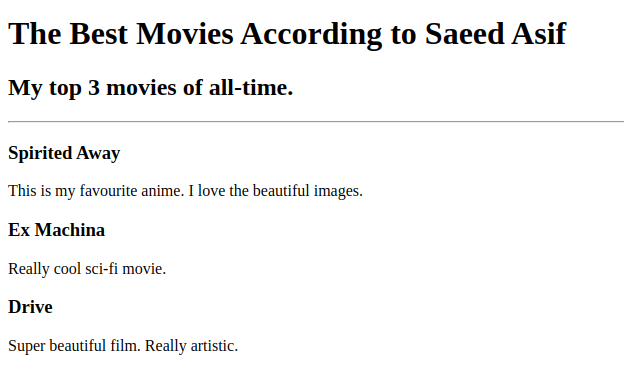 The Best Movies According to Saeed Asif
My top 3 movies of all-time.
Spirited Away
This is my favourite anime. I love the beautiful images.
Ex Machina
Really cool sci-fi movie.
Drive
Super beautiful film. Really artistic.